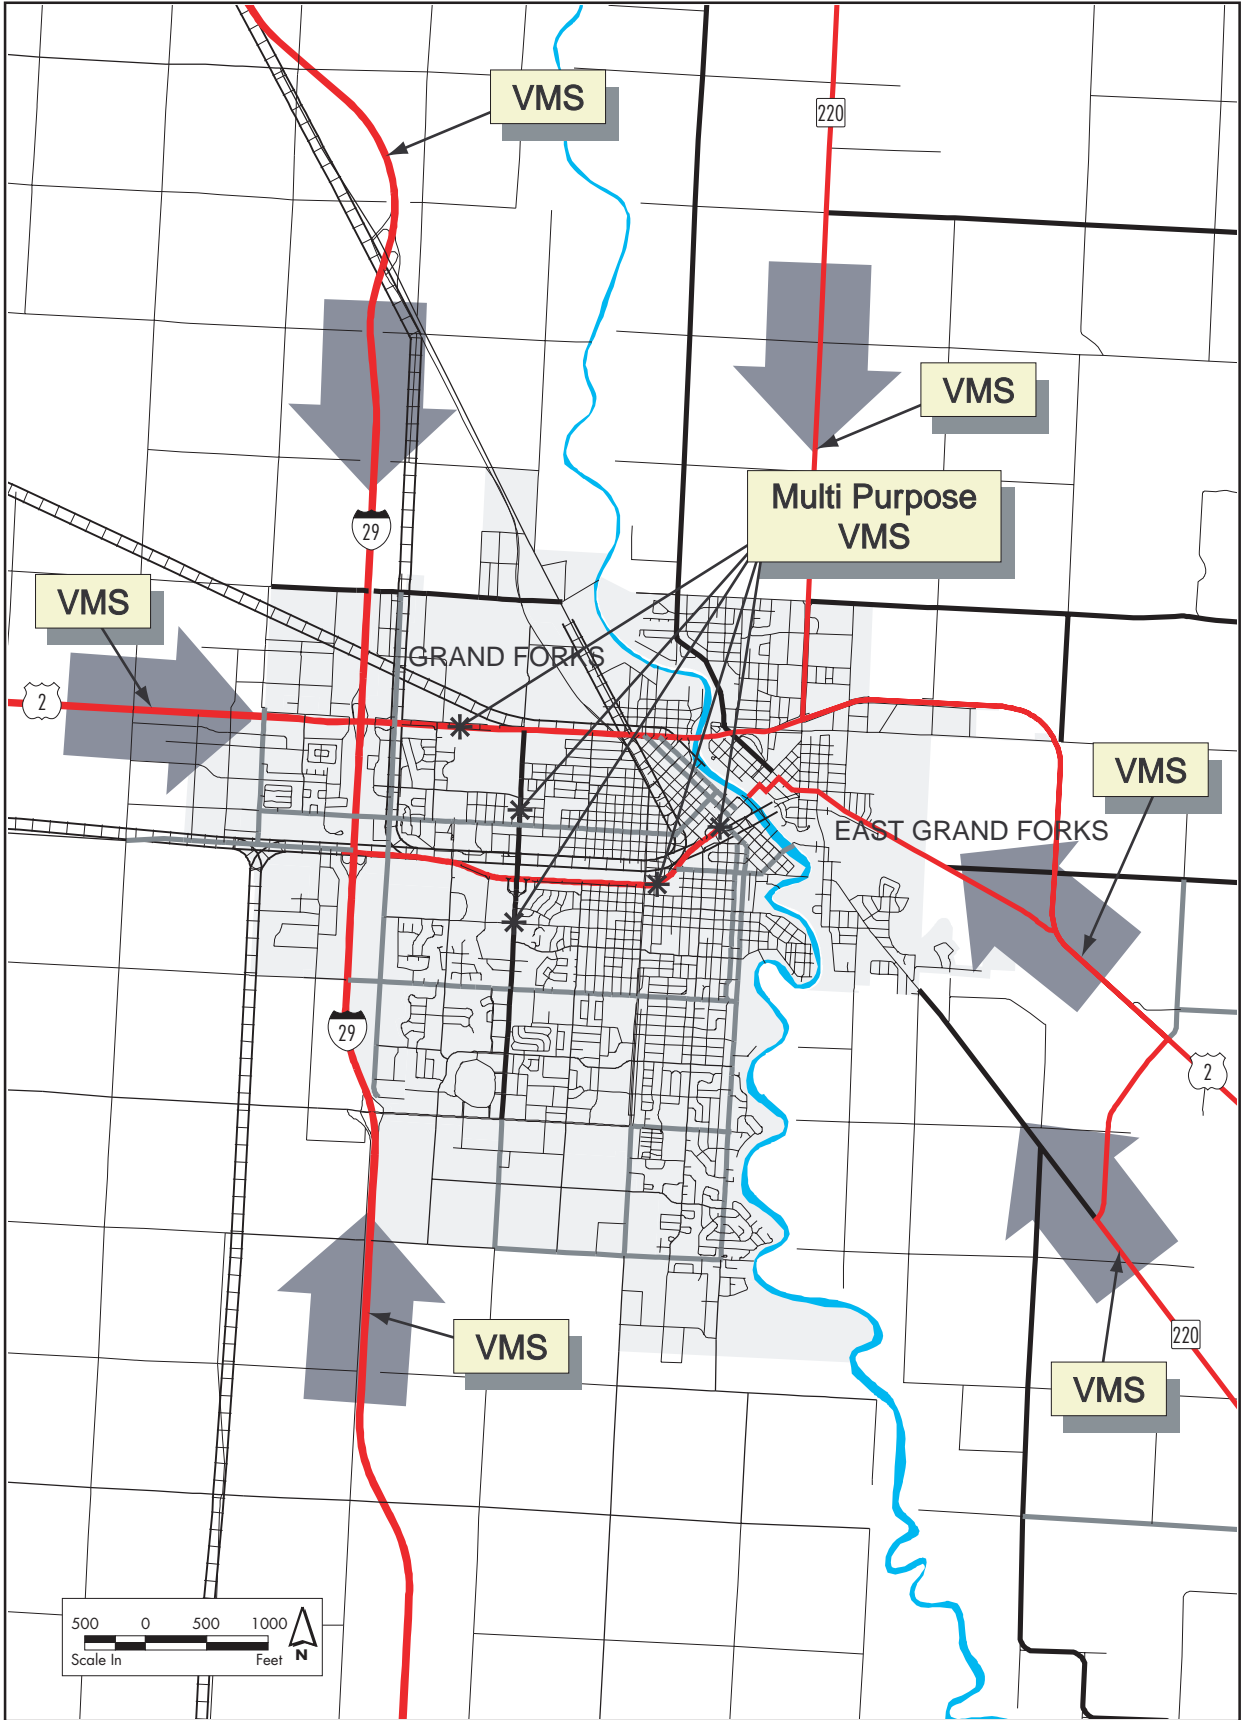 VMS
220
VMS
Multi Purpose
VMS
29
VMS
GRAND FORKS
2
VMS
EAST GRAND FORKS
29
2
VMS
220
VMS
500 0 500 1000
Scale In Feet
N